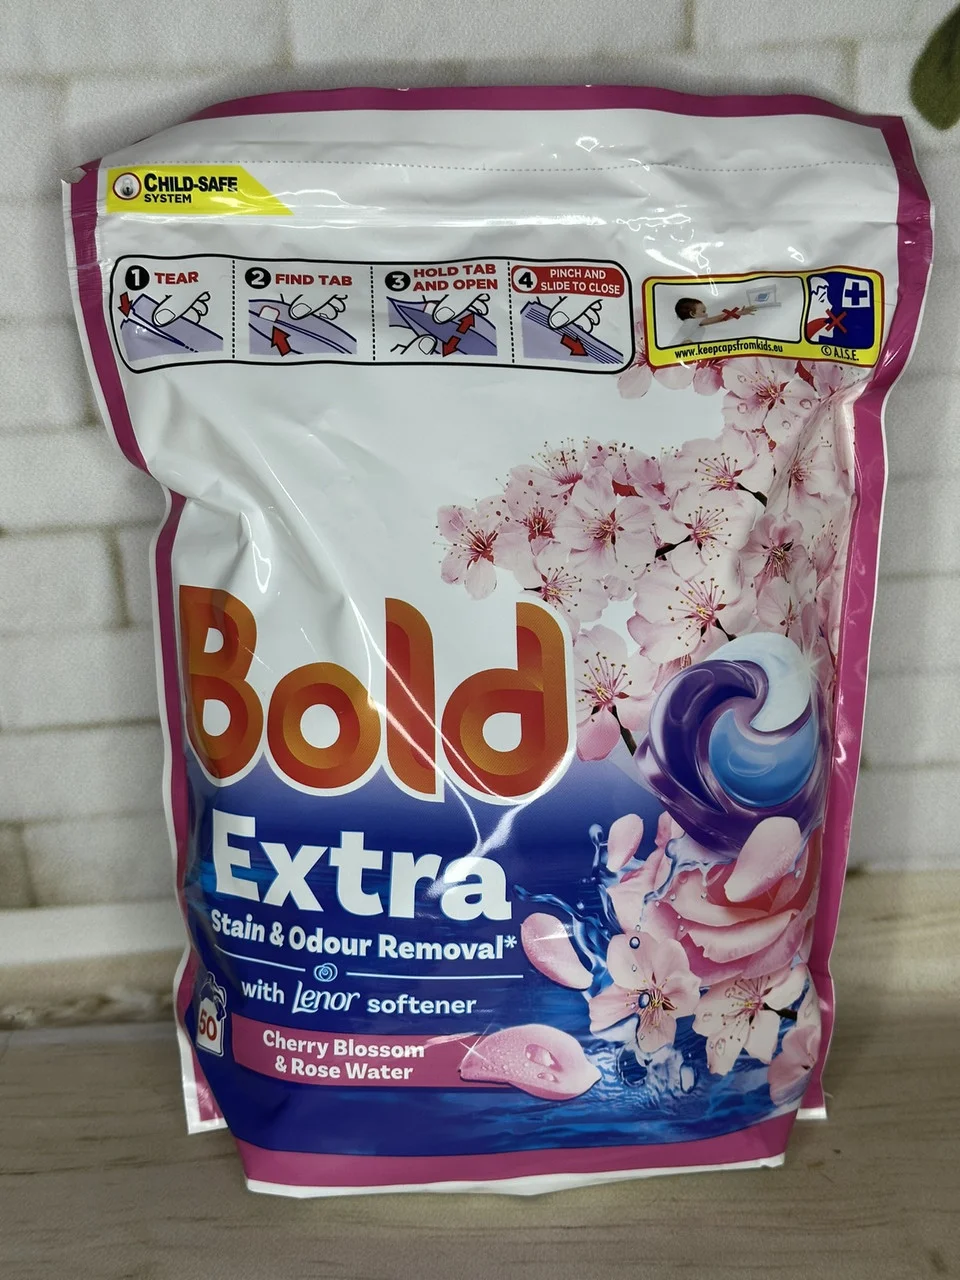 CHILD-SAFE
SYSTEM
1 TEAR
2 FIND TAB
3 HOLD TAB
AND OPEN
4 PINCH AND
SLIDE TO CLOSE
www.keepcapsfromkids.eu
© A.I.S.E.
Bold
Extra
Stain & Odour Removal*
with Lenor softener
50
Cherry Blossom
& Rose Water